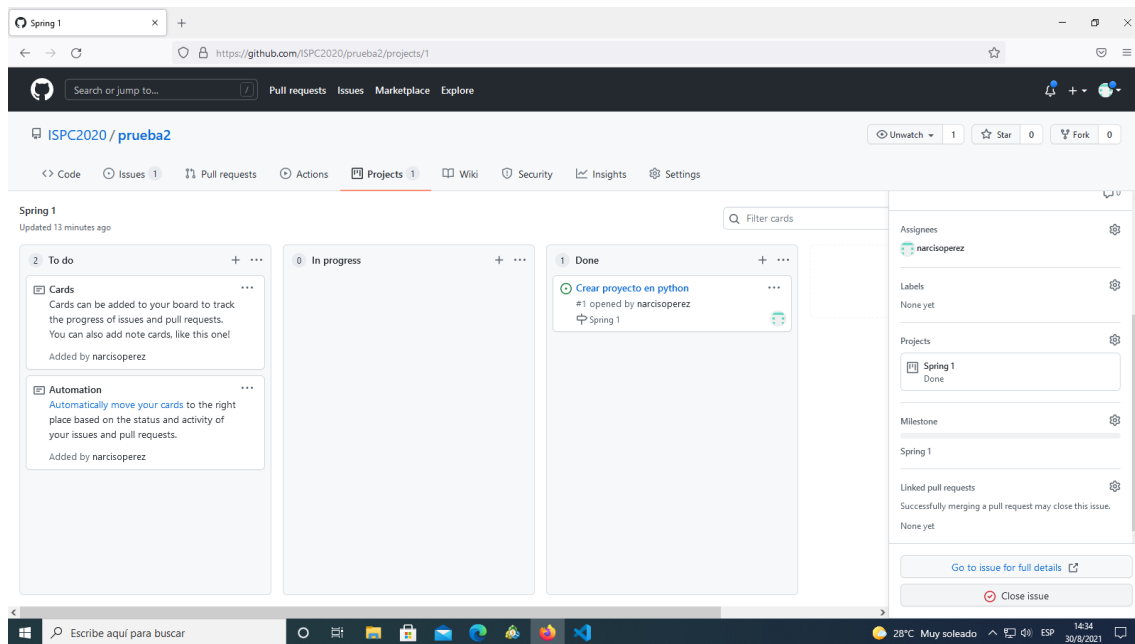 Spring 1
https://github.com/ISPC2020/prueba2/projects/1
Search or jump to... /
Pull requests Issues Marketplace Explore
ISPC2020 / prueba2
Unwatch 1 Star 0 Fork 0
Code Issues 1 Pull requests Actions Projects 1 Wiki Security Insights Settings
Spring 1
Updated 13 minutes ago
Filter cards
2 To do
Cards
Cards can be added to your board to track
the progress of issues and pull requests.
You can also add note cards, like this one!
Added by narcisoperez
Automation
Automatically move your cards to the right
place based on the status and activity of
your issues and pull requests.
Added by narcisoperez
0 In progress
1 Done
Crear proyecto en python
#1 opened by narcisoperez
Spring 1
Assignees
narcisoperez
Labels
None yet
Projects
Spring 1
Done
Milestone
Spring 1
Linked pull requests
Successfully merging a pull request may close this issue.
None yet
Go to issue for full details
Close issue
Escribe aquí para buscar
28°C Muy soleado
ESP
14:34
30/8/2021